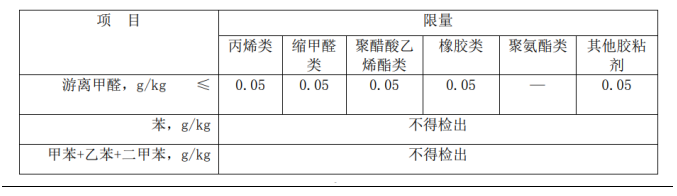 项 目 限量
丙烯类 缩甲醛类 聚醋酸乙烯酯类 橡胶类 聚氨酯类 其他胶粘剂
游离甲醛，g/kg ≤ 0.05 0.05 0.05 0.05 — 0.05
苯，g/kg 不得检出
甲苯+乙苯+二甲苯，g/kg 不得检出